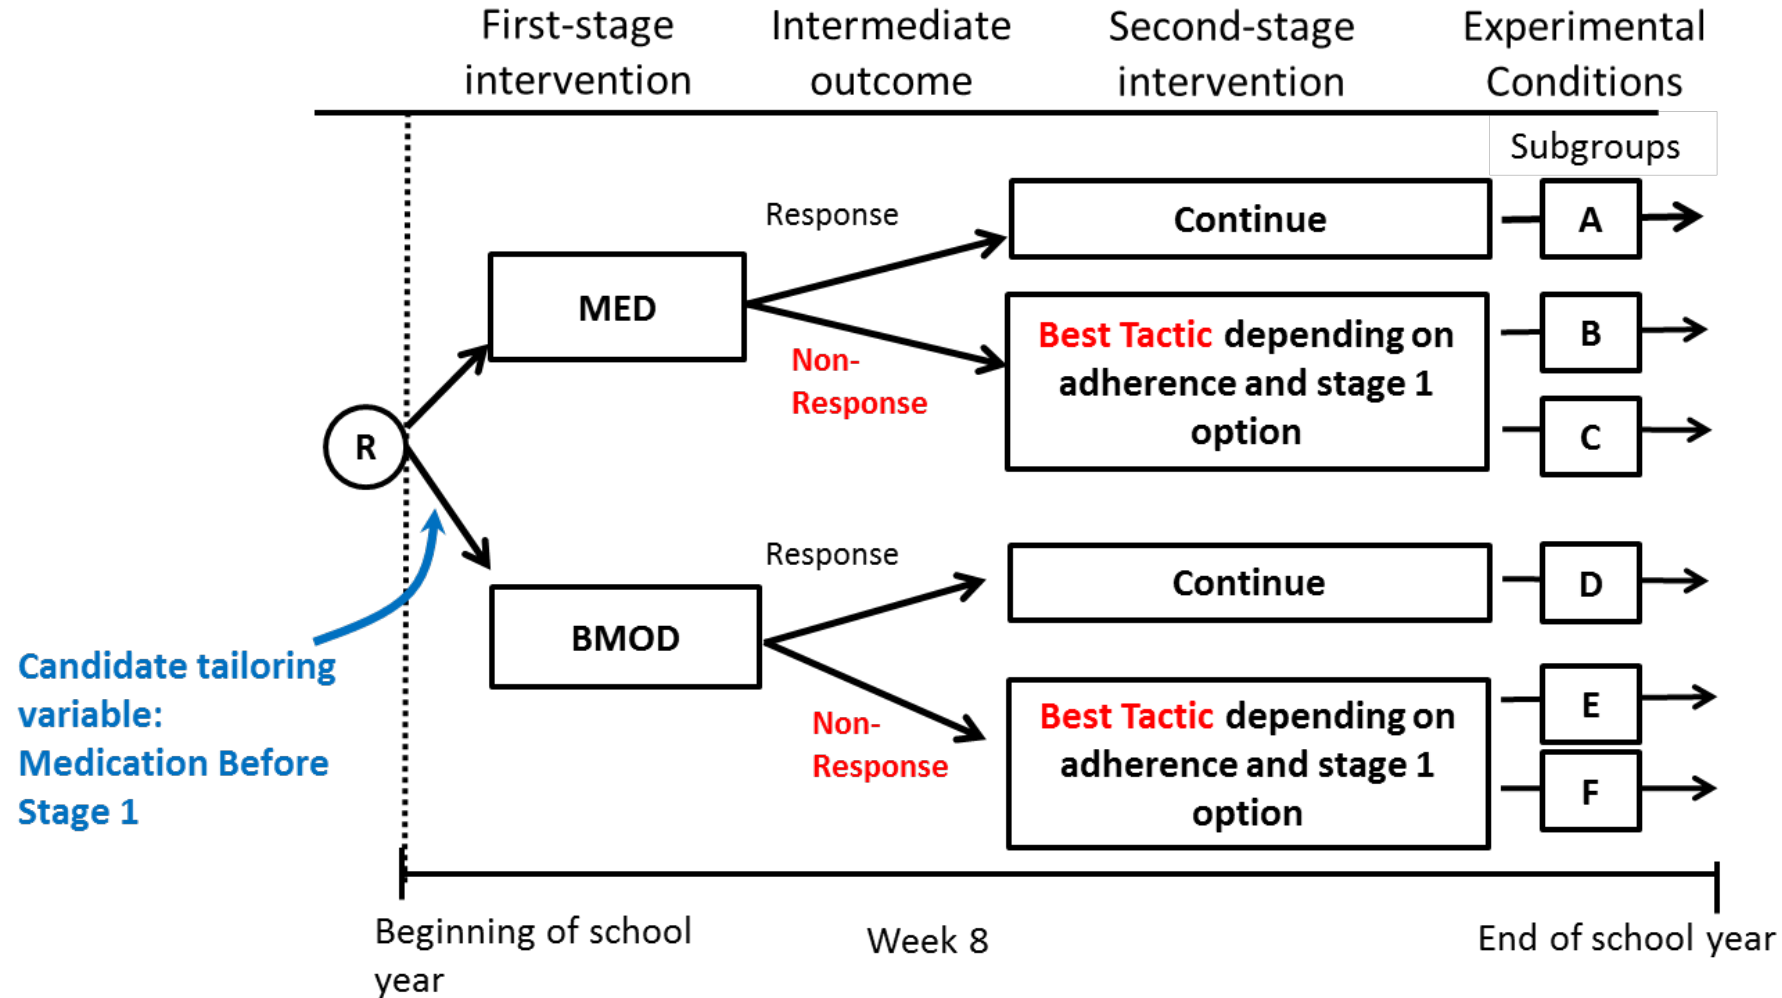 First-stage
intervention
Intermediate
outcome
Second-stage
intervention
Experimental
Conditions
Subgroups
Response
Continue
A
MED
Non-
Response
Best Tactic depending on
adherence and stage 1
option
B
C
R
Response
Continue
D
BMOD
Non-
Response
Best Tactic depending on
adherence and stage 1
option
E
F
Candidate tailoring
variable:
Medication Before
Stage 1
Beginning of school
year
Week 8
End of school year